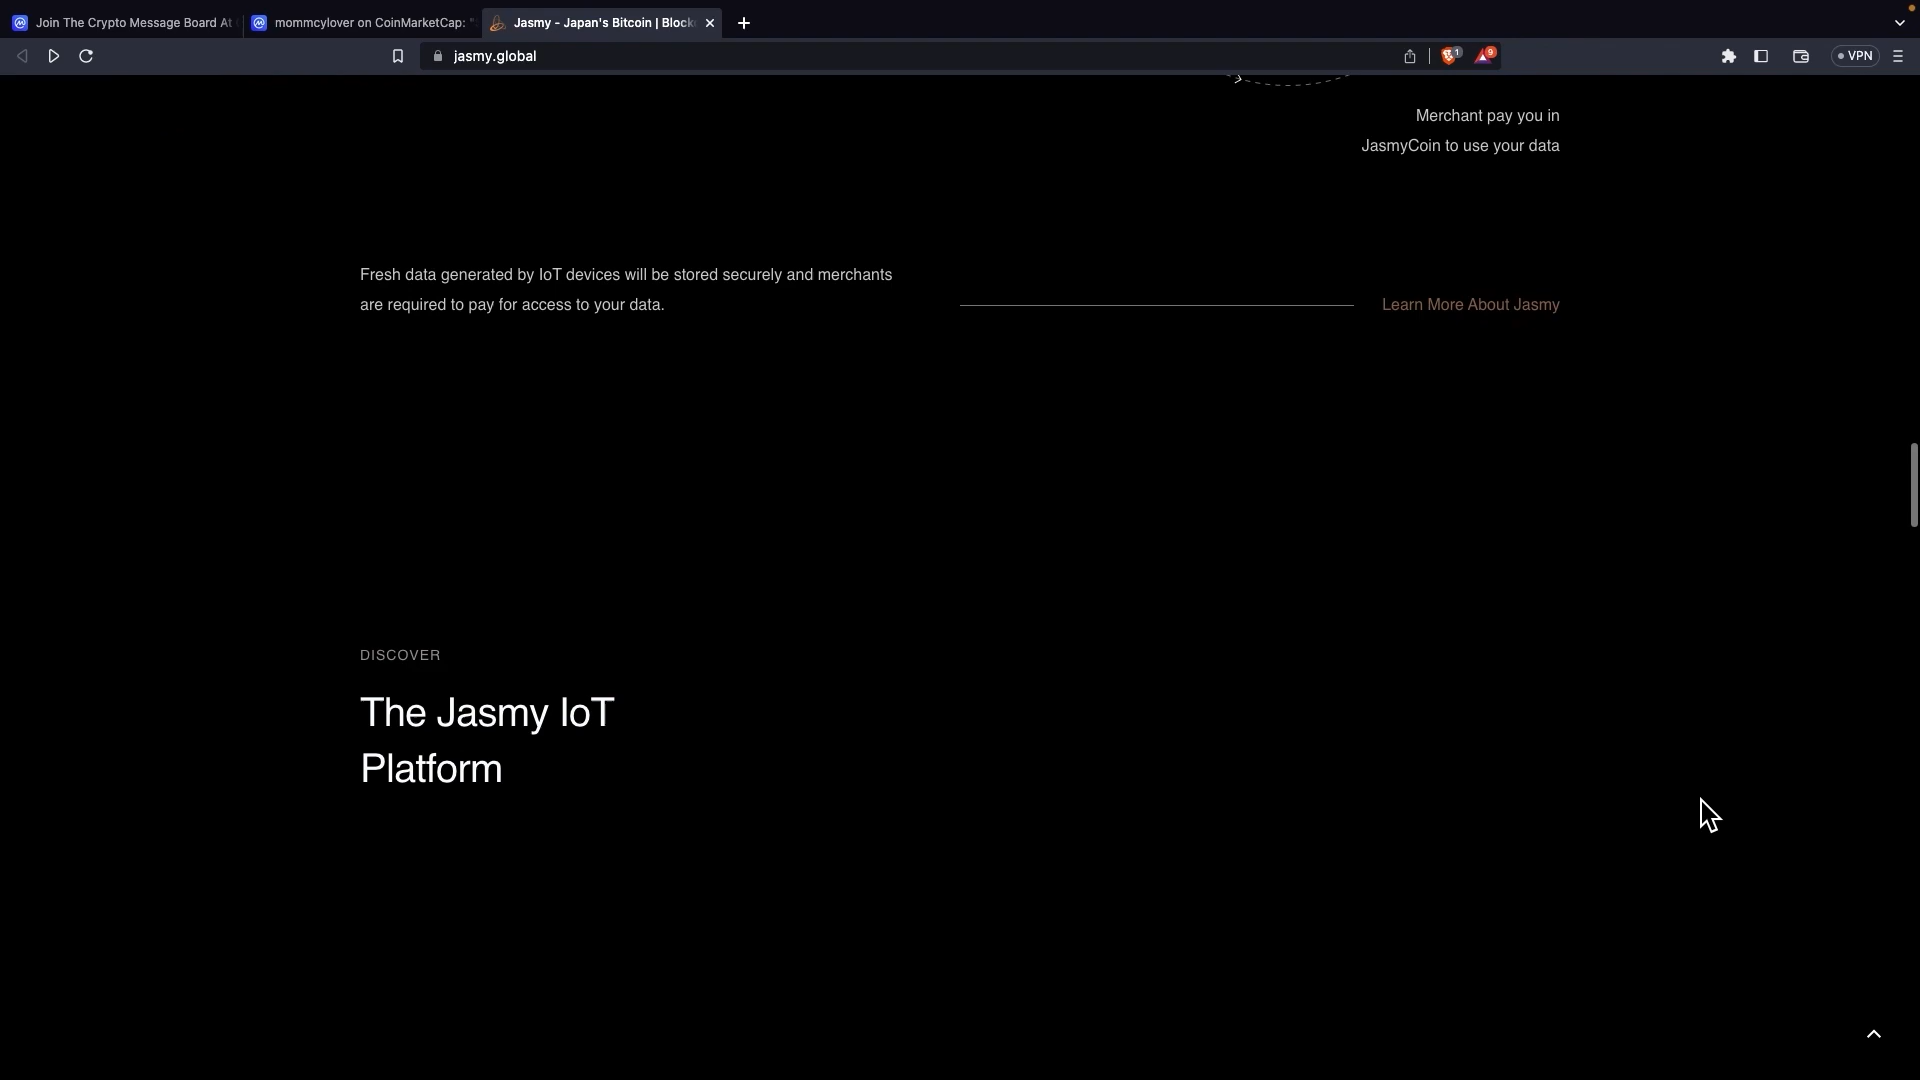 Join The Crypto Message Board At
mommcylover on CoinMarketCap: "
Jasmy - Japan's Bitcoin | Block
jasmy.global
1
9
VPN
Merchant pay you in
JasmyCoin to use your data
Fresh data generated by IoT devices will be stored securely and merchants
are required to pay for access to your data.
Learn More About Jasmy
DISCOVER
The Jasmy IoT
Platform